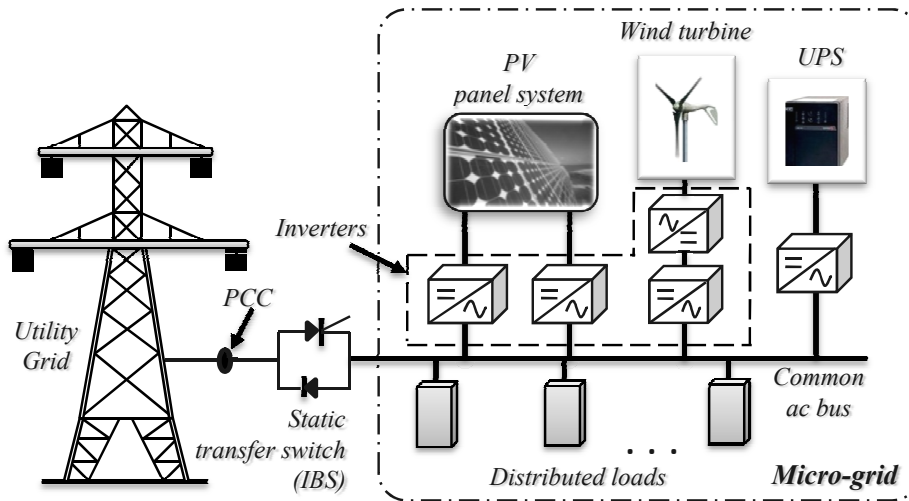 Wind turbine
UPS
PV
panel system
Inverters
PCC
Utility
Grid
Static
transfer switch
(IBS)
Common
ac bus
. . .
Distributed loads
Micro-grid